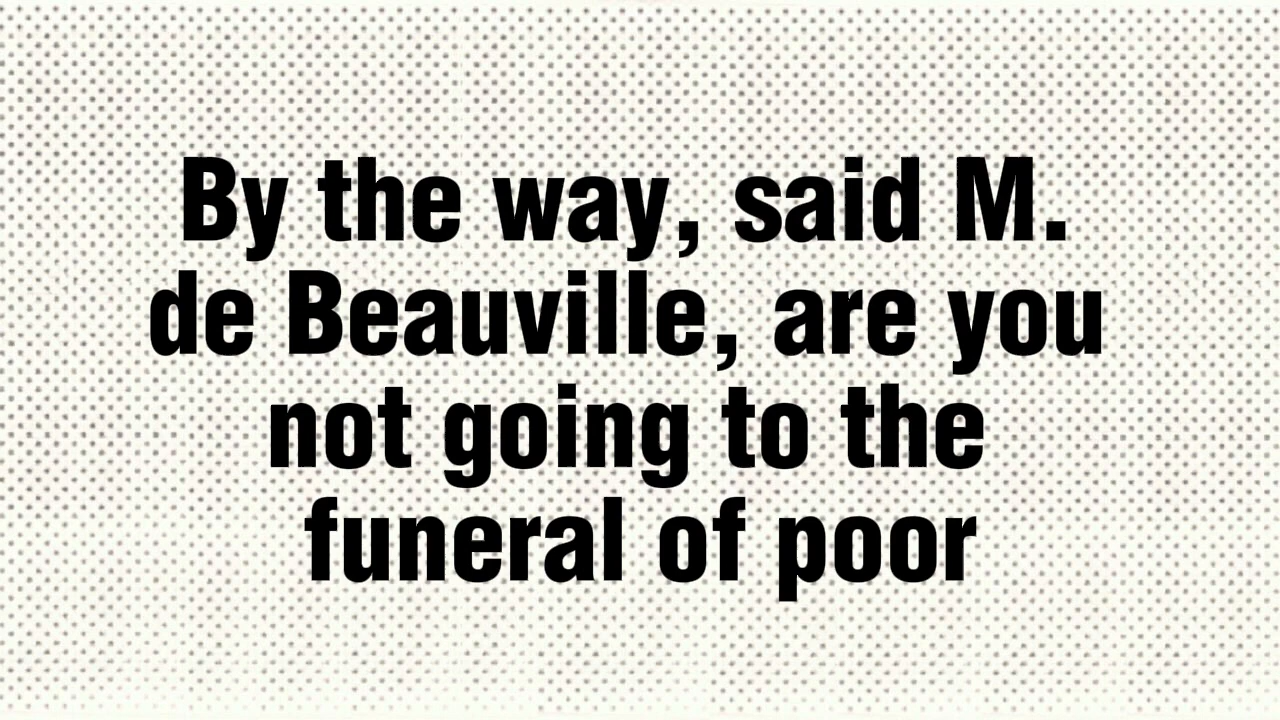 By the way, said M.
de Beauville, are you
not going to the
funeral of poor